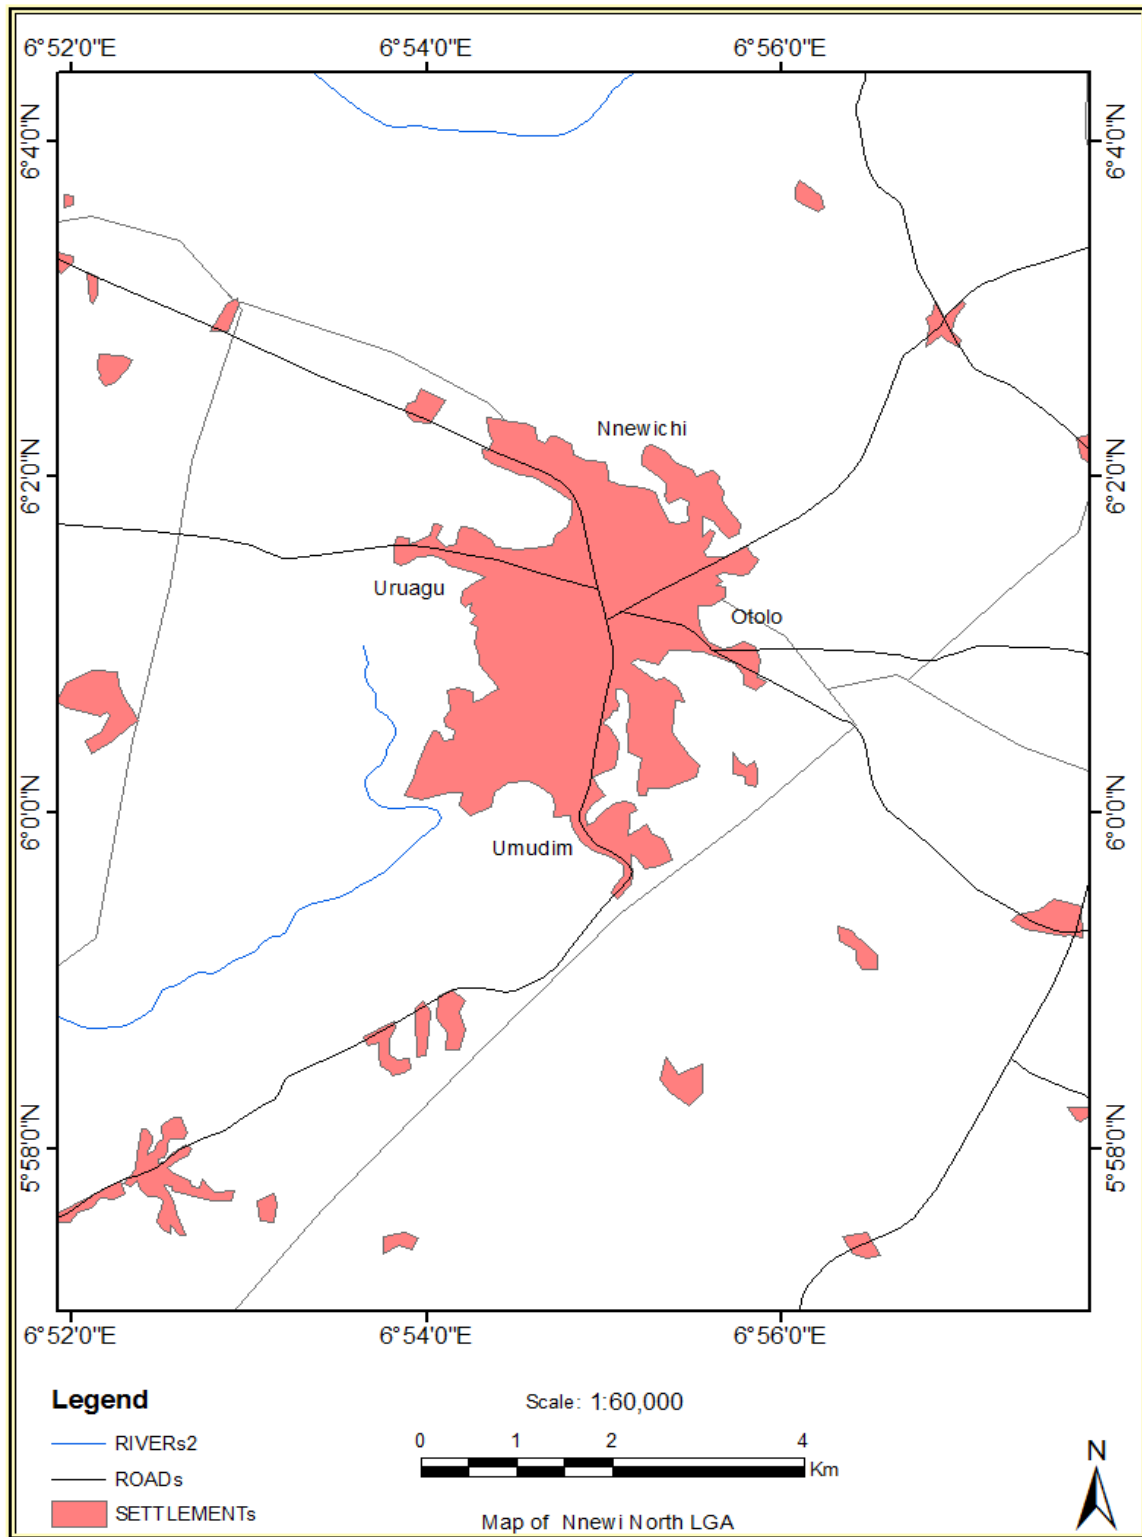 6°52'0"E 6°54'0"E 6°56'0"E
6°4'0"N 6°4'0"N
Nnewichi
6°2'0"N 6°2'0"N
Uruagu
Otolo
6°0'0"N 6°0'0"N
Umudim
5°58'0"N 5°58'0"N
6°52'0"E 6°54'0"E 6°56'0"E
Legend
Scale: 1:60,000
RIVERs2
0 1 2 4
Km
ROADs
N
SETTLEMENTs
Map of Nnewi North LGA